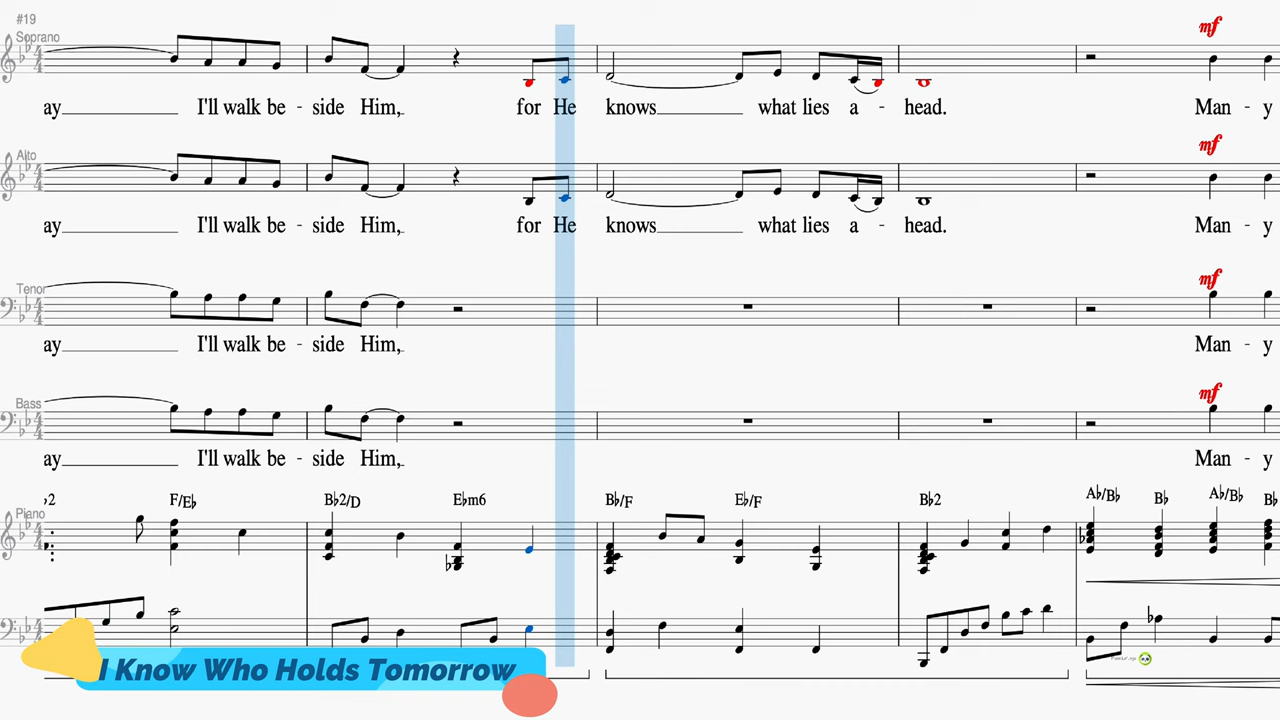 #19
Soprano
mf
ay I'll walk be - side Him, for He knows what lies a - head. Man - y
Alto
mf
ay I'll walk be - side Him, for He knows what lies a - head. Man - y
Tenor
mf
ay I'll walk be - side Him, Man - y
Bass
mf
ay I'll walk be - side Him, Man - y
♭2 F/E♭ B♭2/D E♭m6 B♭/F E♭/F B♭2 A♭/B♭ B♭ A♭/B♭ B♭
Piano
I Know Who Holds Tomorrow